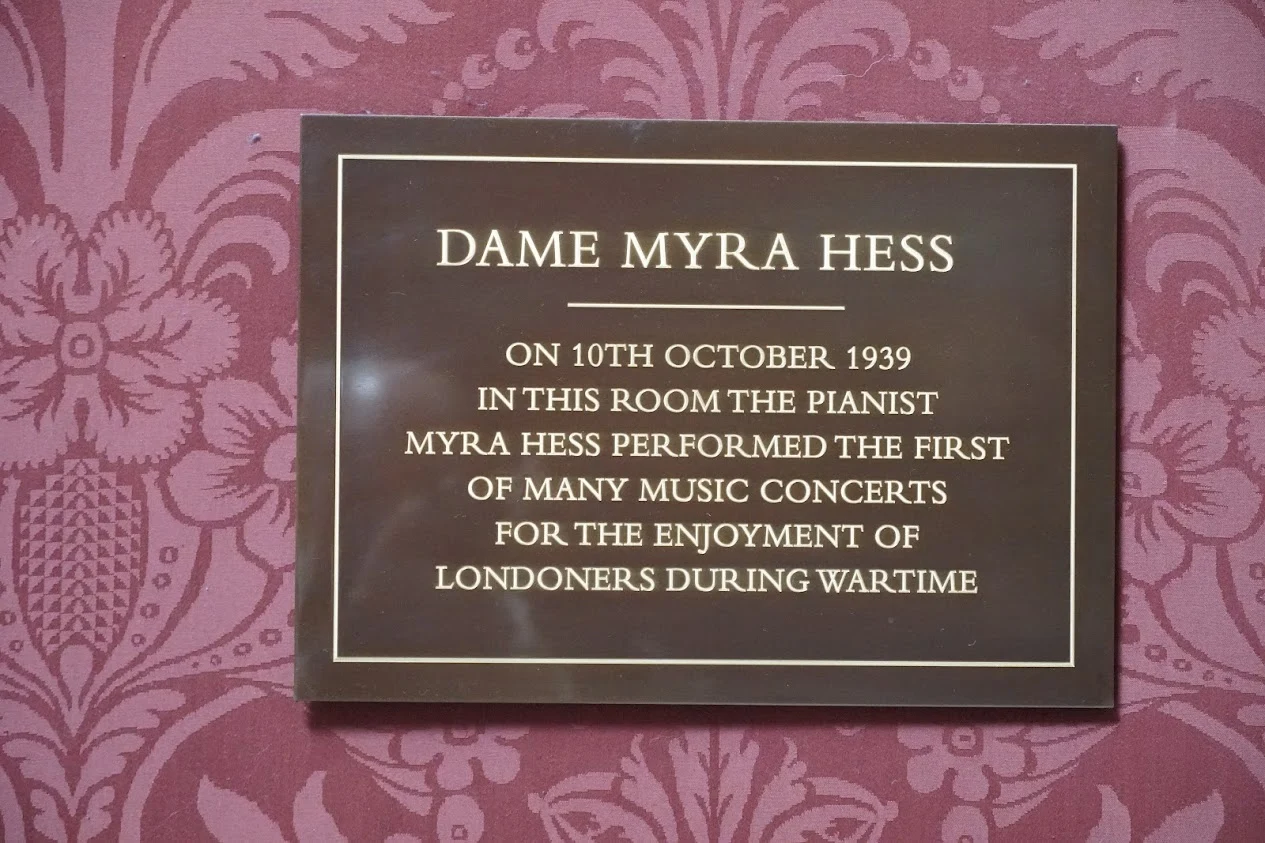 DAME MYRA HESS
ON 10TH OCTOBER 1939
IN THIS ROOM THE PIANIST
MYRA HESS PERFORMED THE FIRST
OF MANY MUSIC CONCERTS
FOR THE ENJOYMENT OF
LONDONERS DURING WARTIME